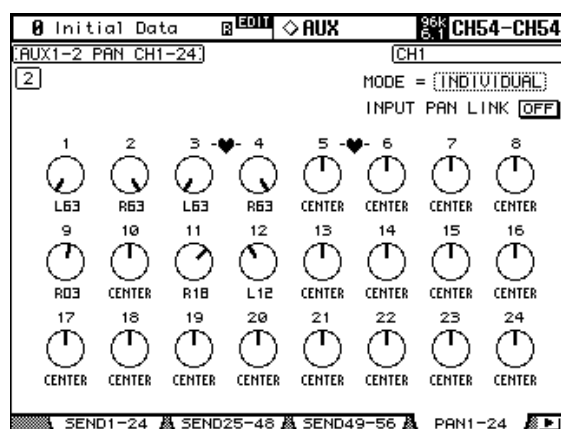 0 Initial Data R EDIT ◇ AUX 96k 6.1 CH54-CH54
AUX1-2 PAN CH1-24 CH1
2 MODE = INDIVIDUAL
INPUT PAN LINK OFF
1 2 3 -♥- 4 5 -♥- 6 7 8
L63 R63 L63 R63 CENTER CENTER CENTER CENTER
9 10 11 12 13 14 15 16
R03 CENTER R18 L12 CENTER CENTER CENTER CENTER
17 18 19 20 21 22 23 24
CENTER CENTER CENTER CENTER CENTER CENTER CENTER CENTER
SEND1-24 SEND25-48 SEND49-56 PAN1-24